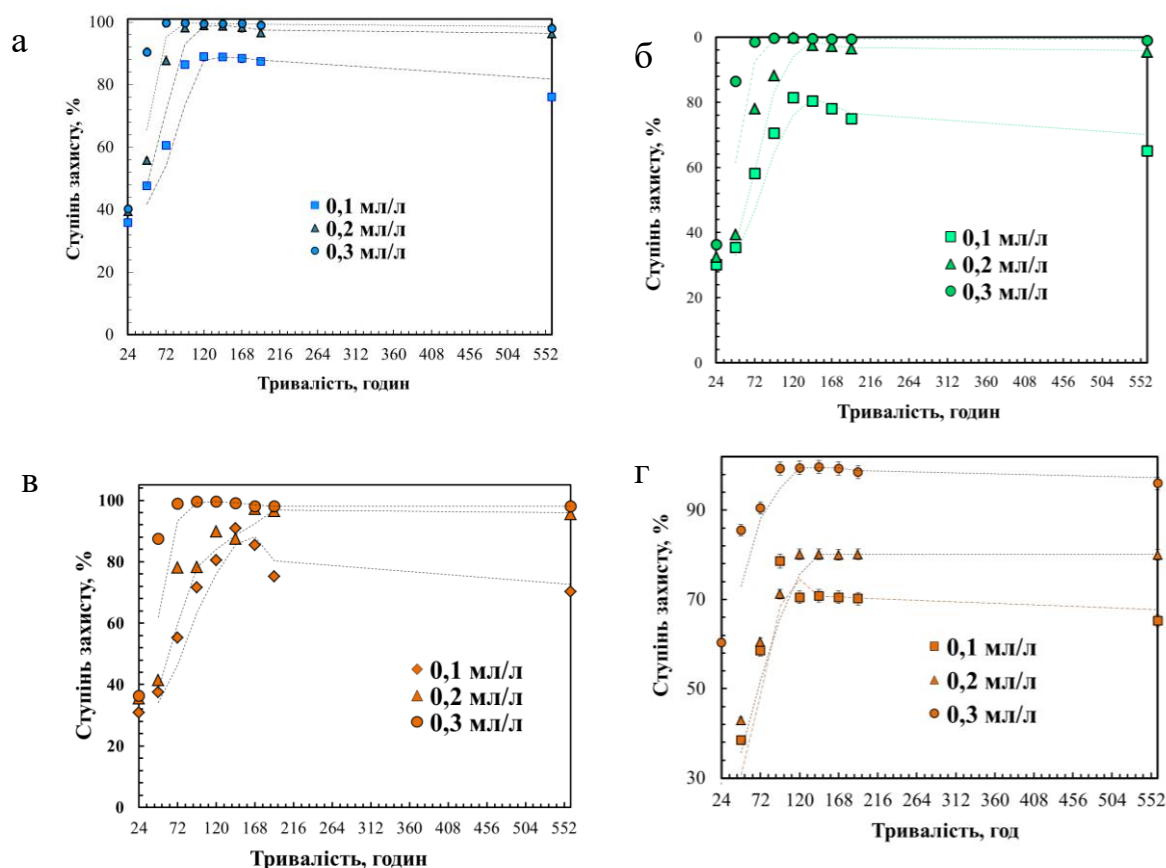 а
Ступінь захисту, %
100
80
60
40
20
0
0,1 мл/л
0,2 мл/л
0,3 мл/л
24 72 120 168 216 264 312 360 408 456 504 552
Тривалість, годин
б
Ступінь захисту, %
0
80
60
40
20
0
0,1 мл/л
0,2 мл/л
0,3 мл/л
24 72 120 168 216 264 312 360 408 456 504 552
Тривалість, годин
в
Ступінь захисту, %
100
80
60
40
20
0
0,1 мл/л
0,2 мл/л
0,3 мл/л
24 72 120 168 216 264 312 360 408 456 504 552
Тривалість, годин
г
Ступінь захисту, %
90
70
50
30
0,1 мл/л
0,2 мл/л
0,3 мл/л
24 72 120 168 216 264 312 360 408 456 504 552
Тривалість, год